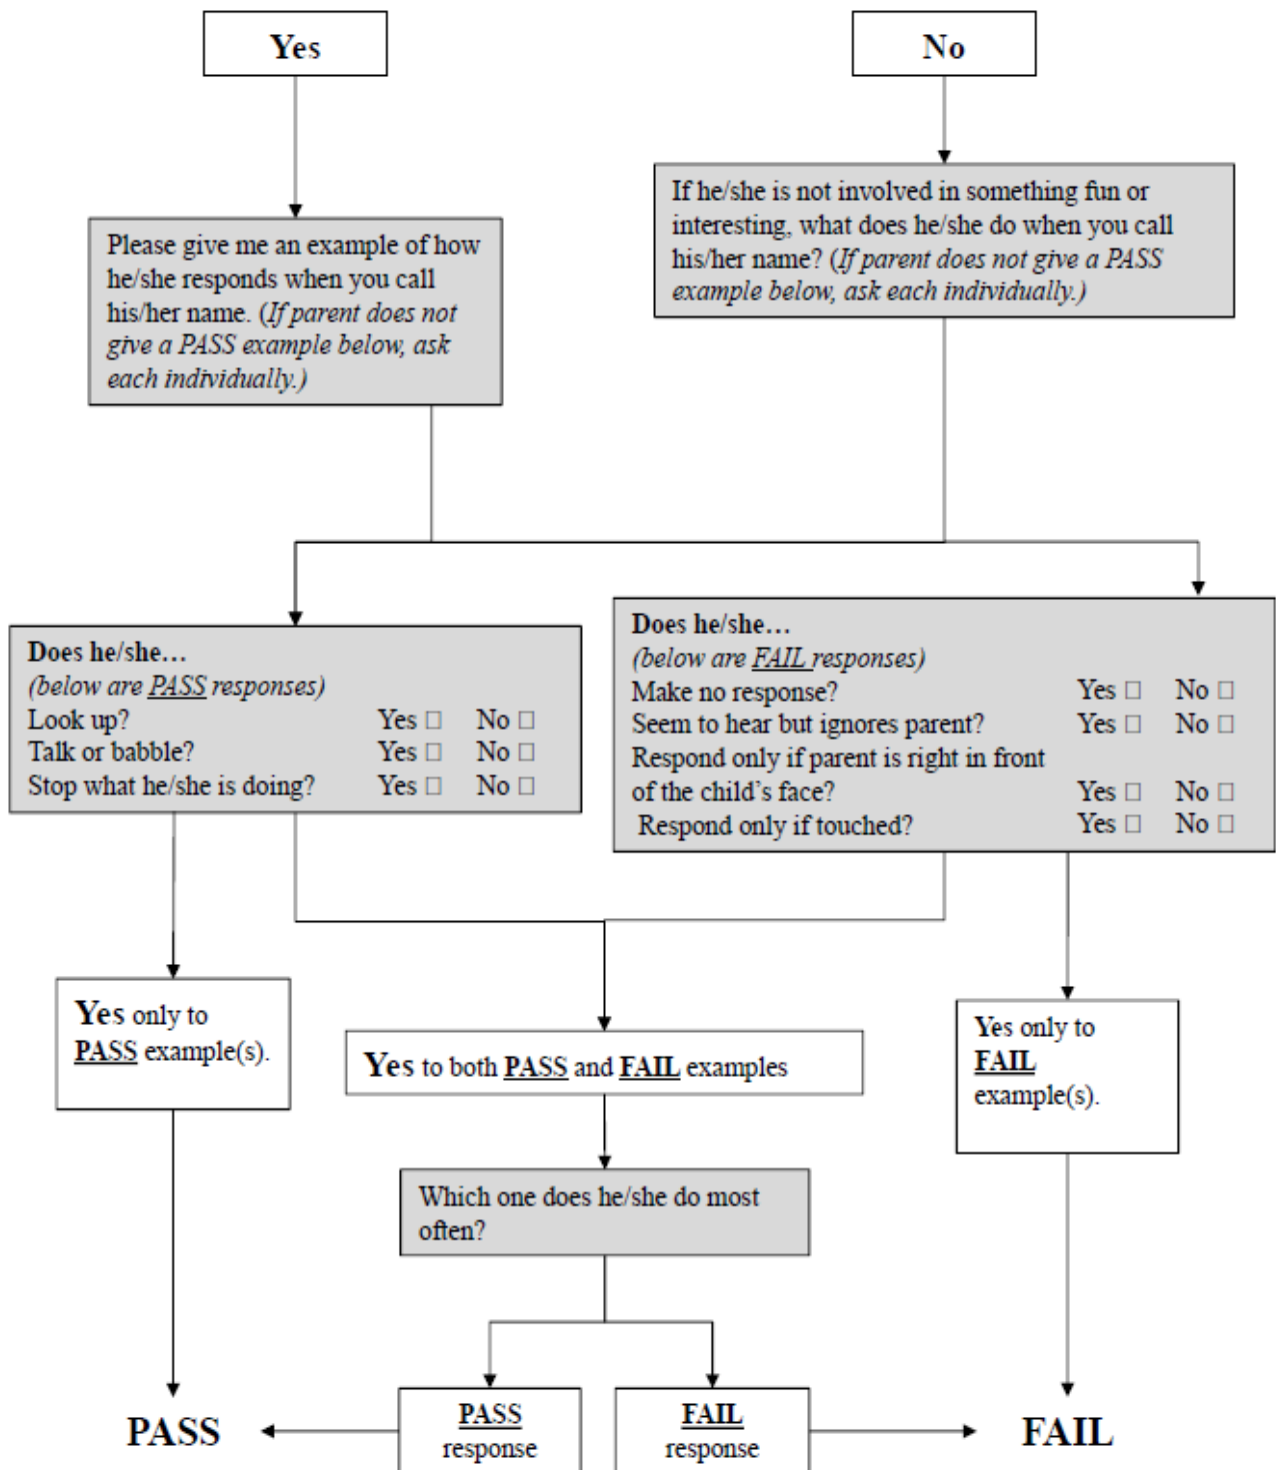 Yes
No
Please give me an example of how
he/she responds when you call
his/her name. (If parent does not
give a PASS example below, ask
each individually.)
If he/she is not involved in something fun or
interesting, what does he/she do when you call
his/her name? (If parent does not give a PASS
example below, ask each individually.)
Does he/she…
(below are PASS responses)
Look up? Yes □ No □
Talk or babble? Yes □ No □
Stop what he/she is doing? Yes □ No □
Does he/she…
(below are FAIL responses)
Make no response? Yes □ No □
Seem to hear but ignores parent? Yes □ No □
Respond only if parent is right in front
of the child’s face? Yes □ No □
Respond only if touched? Yes □ No □
Yes only to
PASS example(s).
Yes to both PASS and FAIL examples
Yes only to
FAIL
example(s).
Which one does he/she do most
often?
PASS
response
FAIL
response
PASS
FAIL